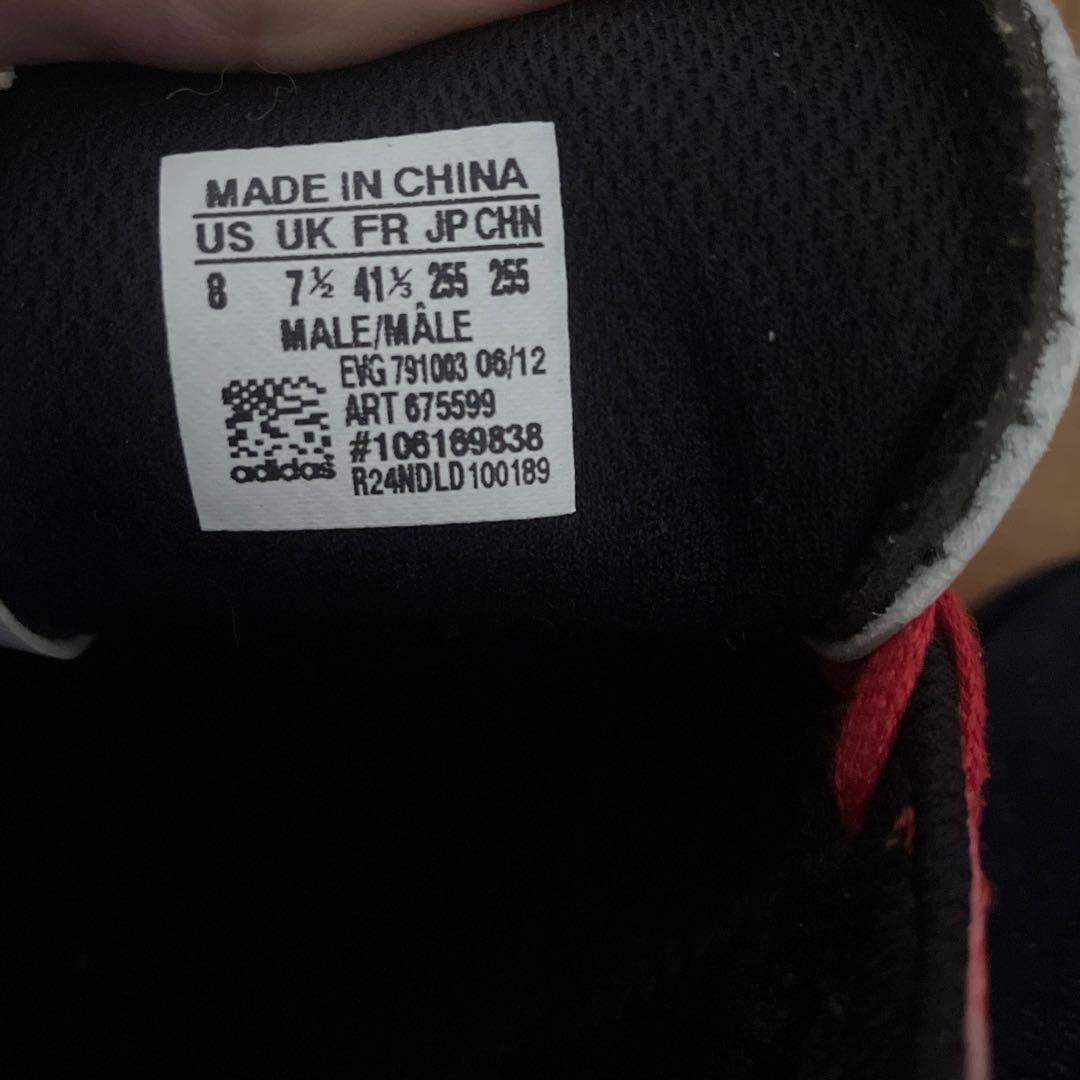 MADE IN CHINA
US UK FR JP CHN
8 7½ 41⅓ 255 255
MALE/MÂLE
EVG 791003 06/12
ART 675599
#106169838
adidas R24NDLD100189